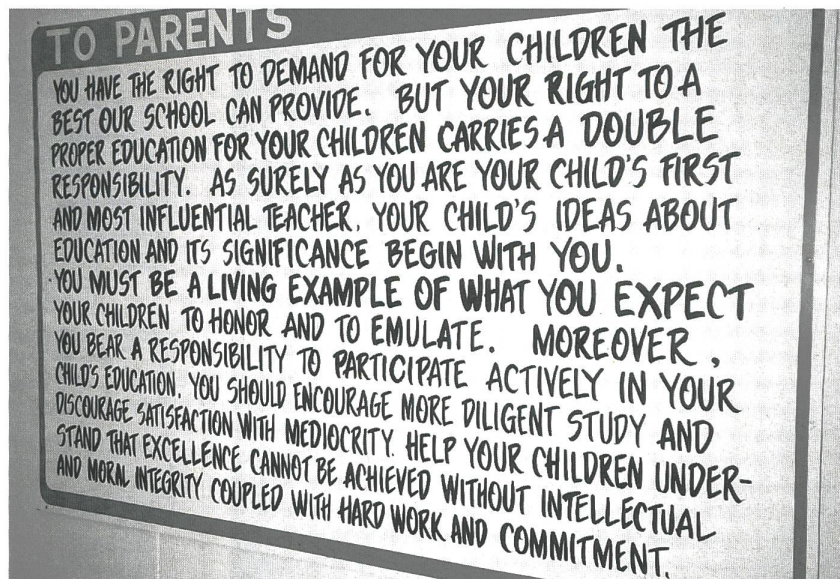 TO PARENTS
YOU HAVE THE RIGHT TO DEMAND FOR YOUR CHILDREN THE
BEST OUR SCHOOL CAN PROVIDE. BUT YOUR RIGHT TO A
PROPER EDUCATION FOR YOUR CHILDREN CARRIES A DOUBLE
RESPONSIBILITY. AS SURELY AS YOU ARE YOUR CHILD'S FIRST
AND MOST INFLUENTIAL TEACHER, YOUR CHILD'S IDEAS ABOUT
EDUCATION AND ITS SIGNIFICANCE BEGIN WITH YOU.
YOU MUST BE A LIVING EXAMPLE OF WHAT YOU EXPECT
YOUR CHILDREN TO HONOR AND TO EMULATE. MOREOVER,
YOU BEAR A RESPONSIBILITY TO PARTICIPATE ACTIVELY IN YOUR
CHILD'S EDUCATION. YOU SHOULD ENCOURAGE MORE DILIGENT STUDY AND
DISCOURAGE SATISFACTION WITH MEDIOCRITY. HELP YOUR CHILDREN UNDER-
STAND THAT EXCELLENCE CANNOT BE ACHIEVED WITHOUT INTELLECTUAL
AND MORAL INTEGRITY COUPLED WITH HARD WORK AND COMMITMENT.